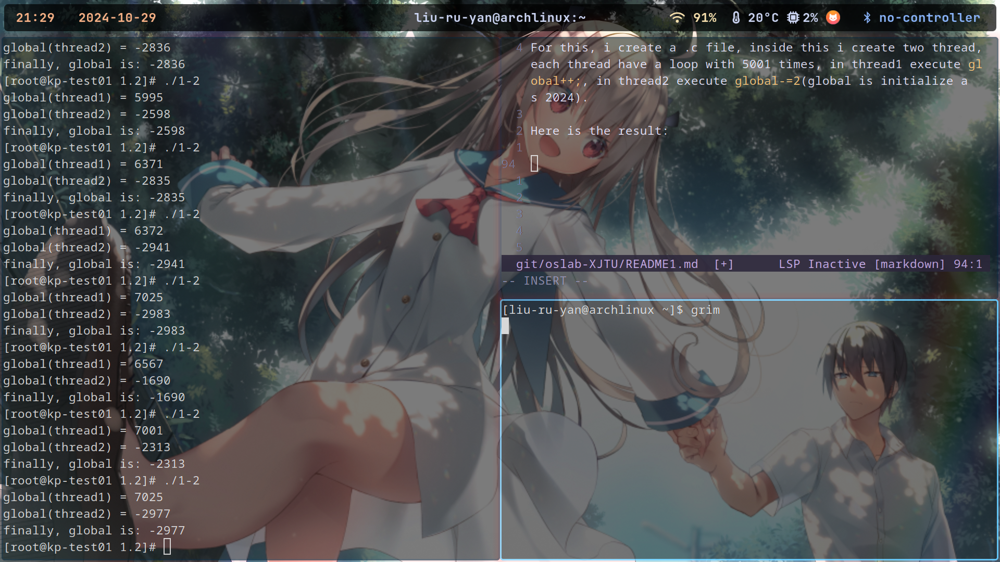 21:29 2024-10-29 liu-ru-yan@archlinux:~ 91% 20°C 2% no-controller
global(thread2) = -2836
finally, global is: -2836
[root@kp-test01 1.2]# ./1-2
global(thread1) = 5995
global(thread2) = -2598
finally, global is: -2598
[root@kp-test01 1.2]# ./1-2
global(thread1) = 6371
global(thread2) = -2835
finally, global is: -2835
[root@kp-test01 1.2]# ./1-2
global(thread1) = 6372
global(thread2) = -2941
finally, global is: -2941
[root@kp-test01 1.2]# ./1-2
global(thread1) = 7025
global(thread2) = -2983
finally, global is: -2983
[root@kp-test01 1.2]# ./1-2
global(thread1) = 6567
global(thread2) = -1690
finally, global is: -1690
[root@kp-test01 1.2]# ./1-2
global(thread1) = 7001
global(thread2) = -2313
finally, global is: -2313
[root@kp-test01 1.2]# ./1-2
global(thread1) = 7025
global(thread2) = -2977
finally, global is: -2977
[root@kp-test01 1.2]#
4 For this, i create a .c file, inside this i create two thread,
each thread have a loop with 5001 times, in thread1 execute gl
obal++;, in thread2 execute global-=2(global is initialize a
s 2024).
3
2 Here is the result:
1
94
1
2
3
4
5
git/oslab-XJTU/README1.md [+] LSP Inactive [markdown] 94:1
-- INSERT --
[liu-ru-yan@archlinux ~]$ grim